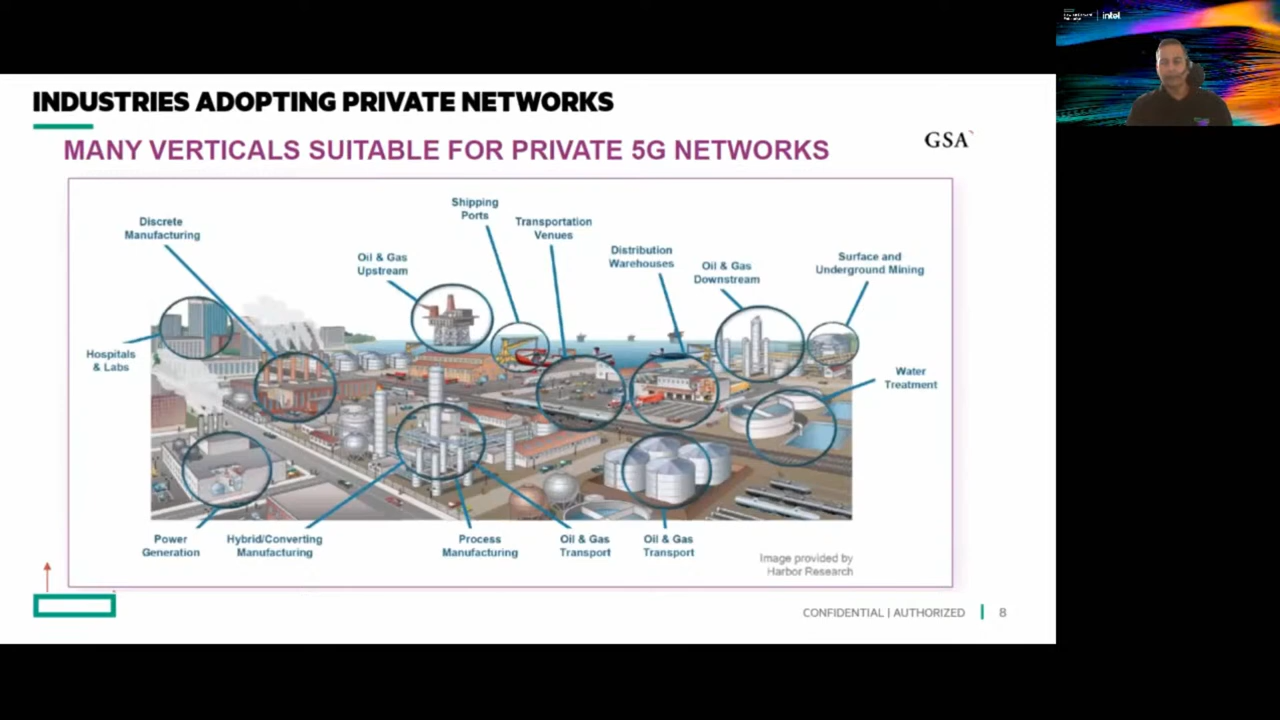 INDUSTRIES ADOPTING PRIVATE NETWORKS
MANY VERTICALS SUITABLE FOR PRIVATE 5G NETWORKS
GSA
Shipping
Ports
Discrete
Manufacturing
Transportation
Venues
Oil & Gas
Upstream
Distribution
Warehouses
Oil & Gas
Downstream
Surface and
Underground Mining
Hospitals
& Labs
Water
Treatment
Power
Generation
Hybrid/Converting
Manufacturing
Process
Manufacturing
Oil & Gas
Transport
Oil & Gas
Transport
Image provided by
Harbor Research
CONFIDENTIAL | AUTHORIZED
8
intel